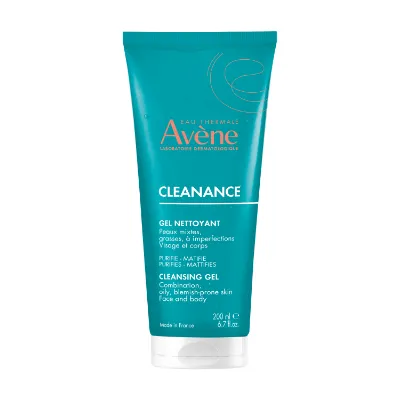 EAU THERMALE
Avène
LABORATOIRE DERMATOLOGIQUE
CLEANANCE
GEL NETTOYANT
Peaux mixtes,
grasses, à imperfections
Visage et corps
PURIFIE - MATIFIE
PURIFIES - MATTIFIES
CLEANSING GEL
Combination,
oily, blemish-prone skin
Face and body
200 ml ℮
6.7 fl.oz.
Made in France